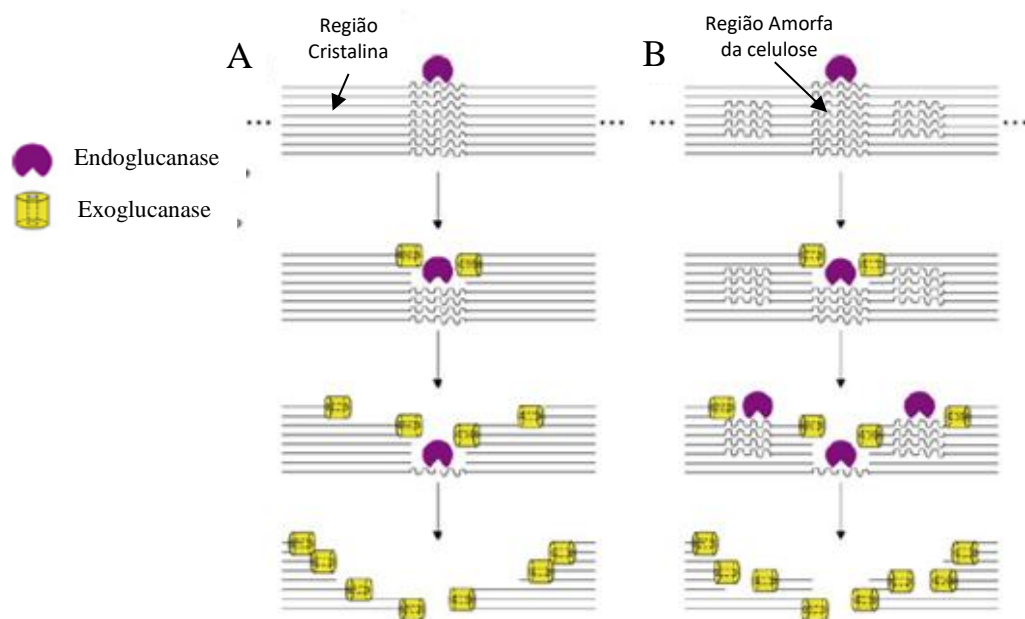 A
Região
Cristalina
Região Amorfa
da celulose
B
Endoglucanase
Exoglucanase